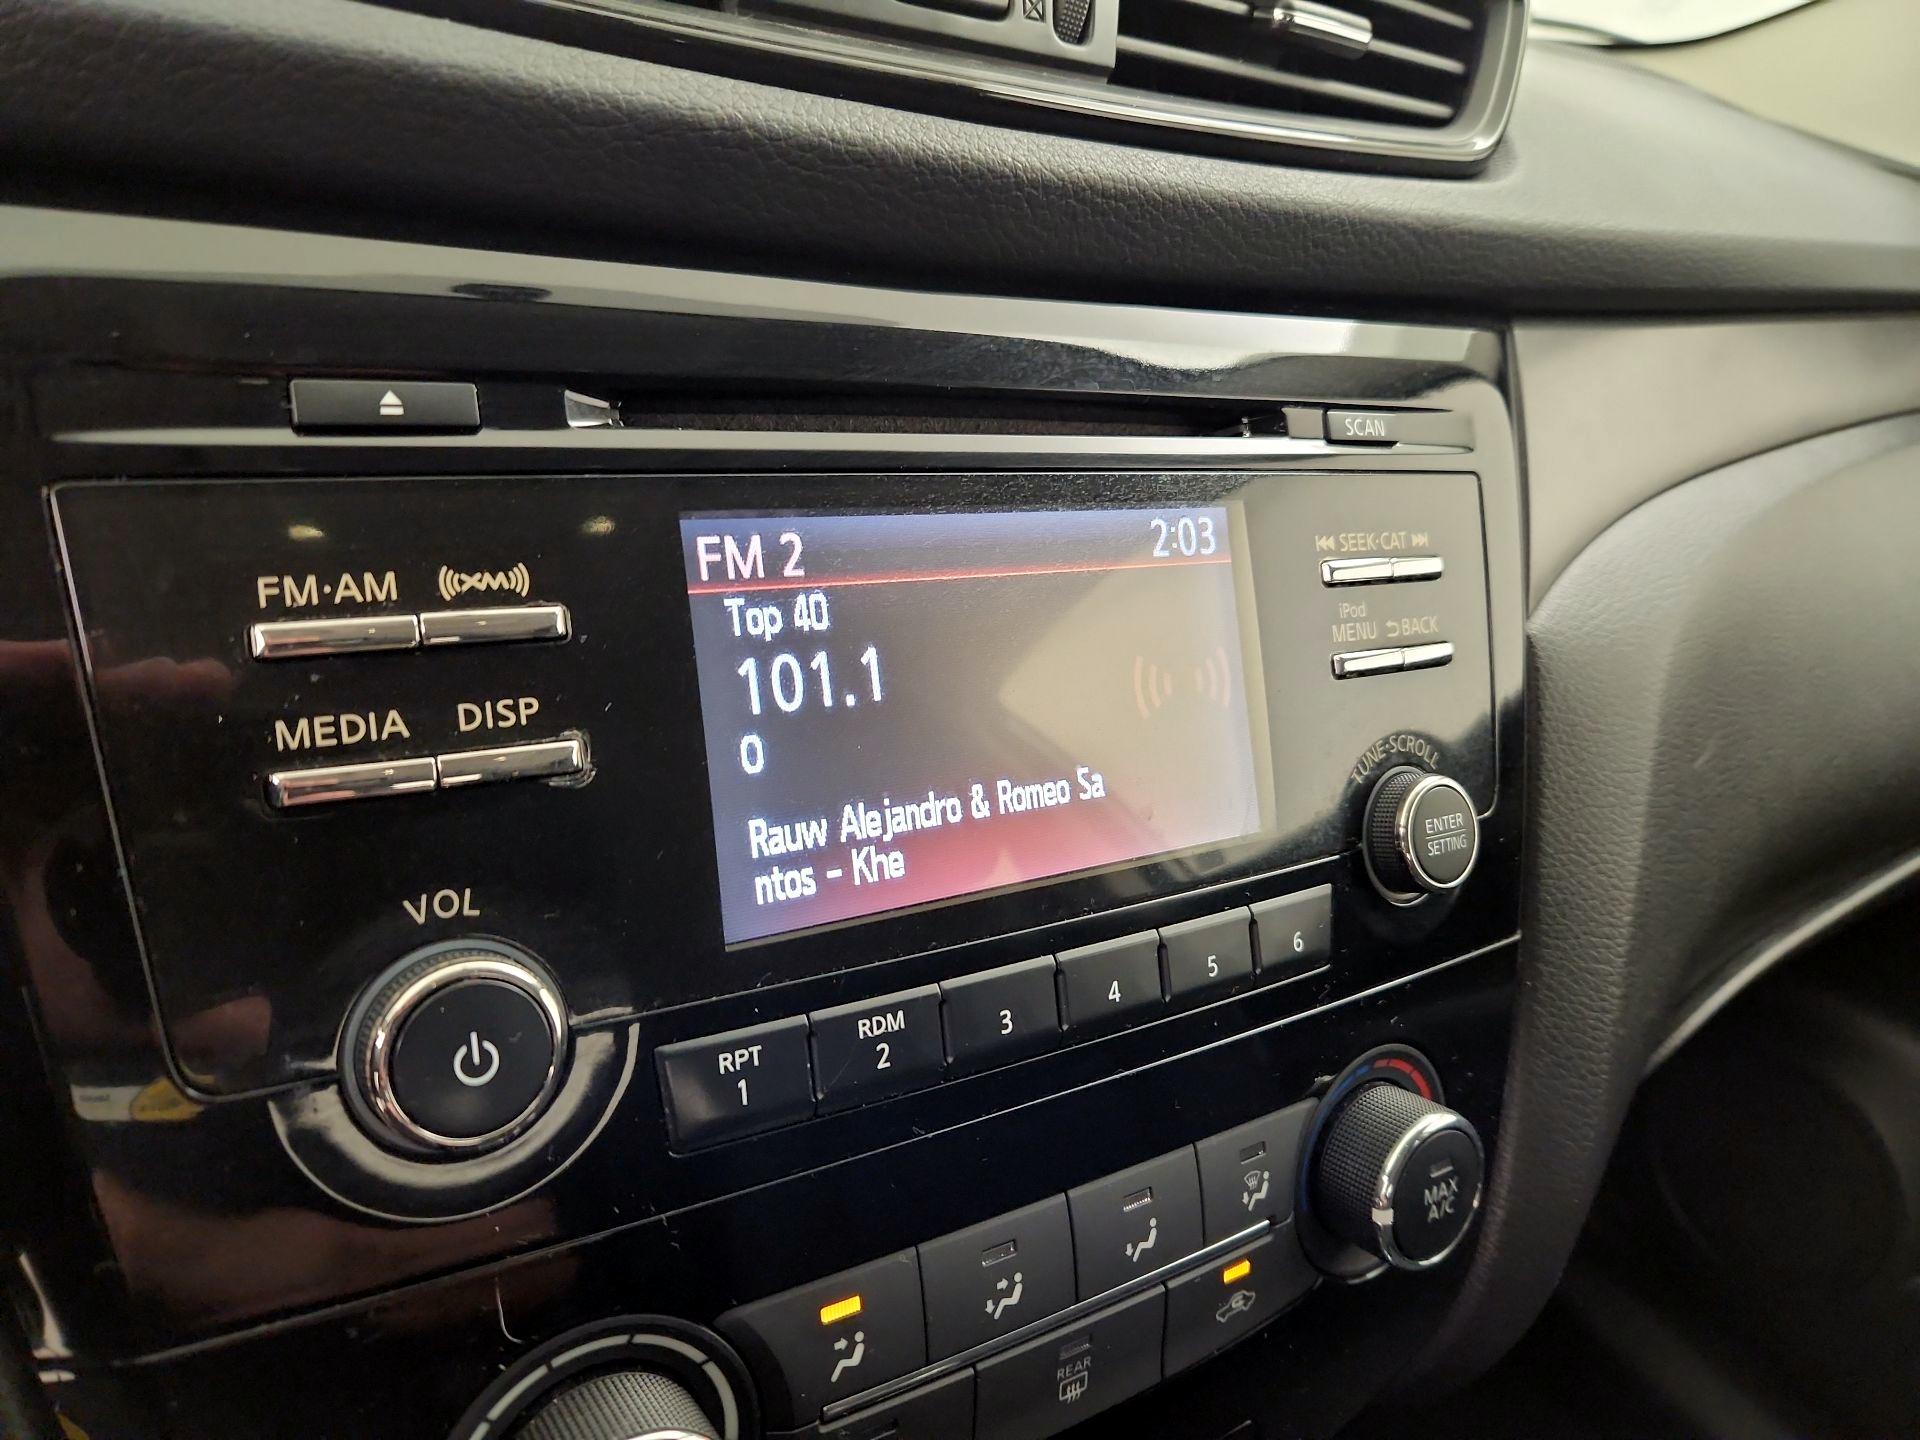 SCAN
FM·AM
XM
MEDIA
DISP
VOL
FM 2
2:03
Top 40
101.1
0
Rauw Alejandro & Romeo Sa
ntos - Khe
SEEK·CAT
iPod
MENU
BACK
TUNE·SCROLL
ENTER
SETTING
RPT
1
RDM
2
3
4
5
6
MAX
A/C
REAR